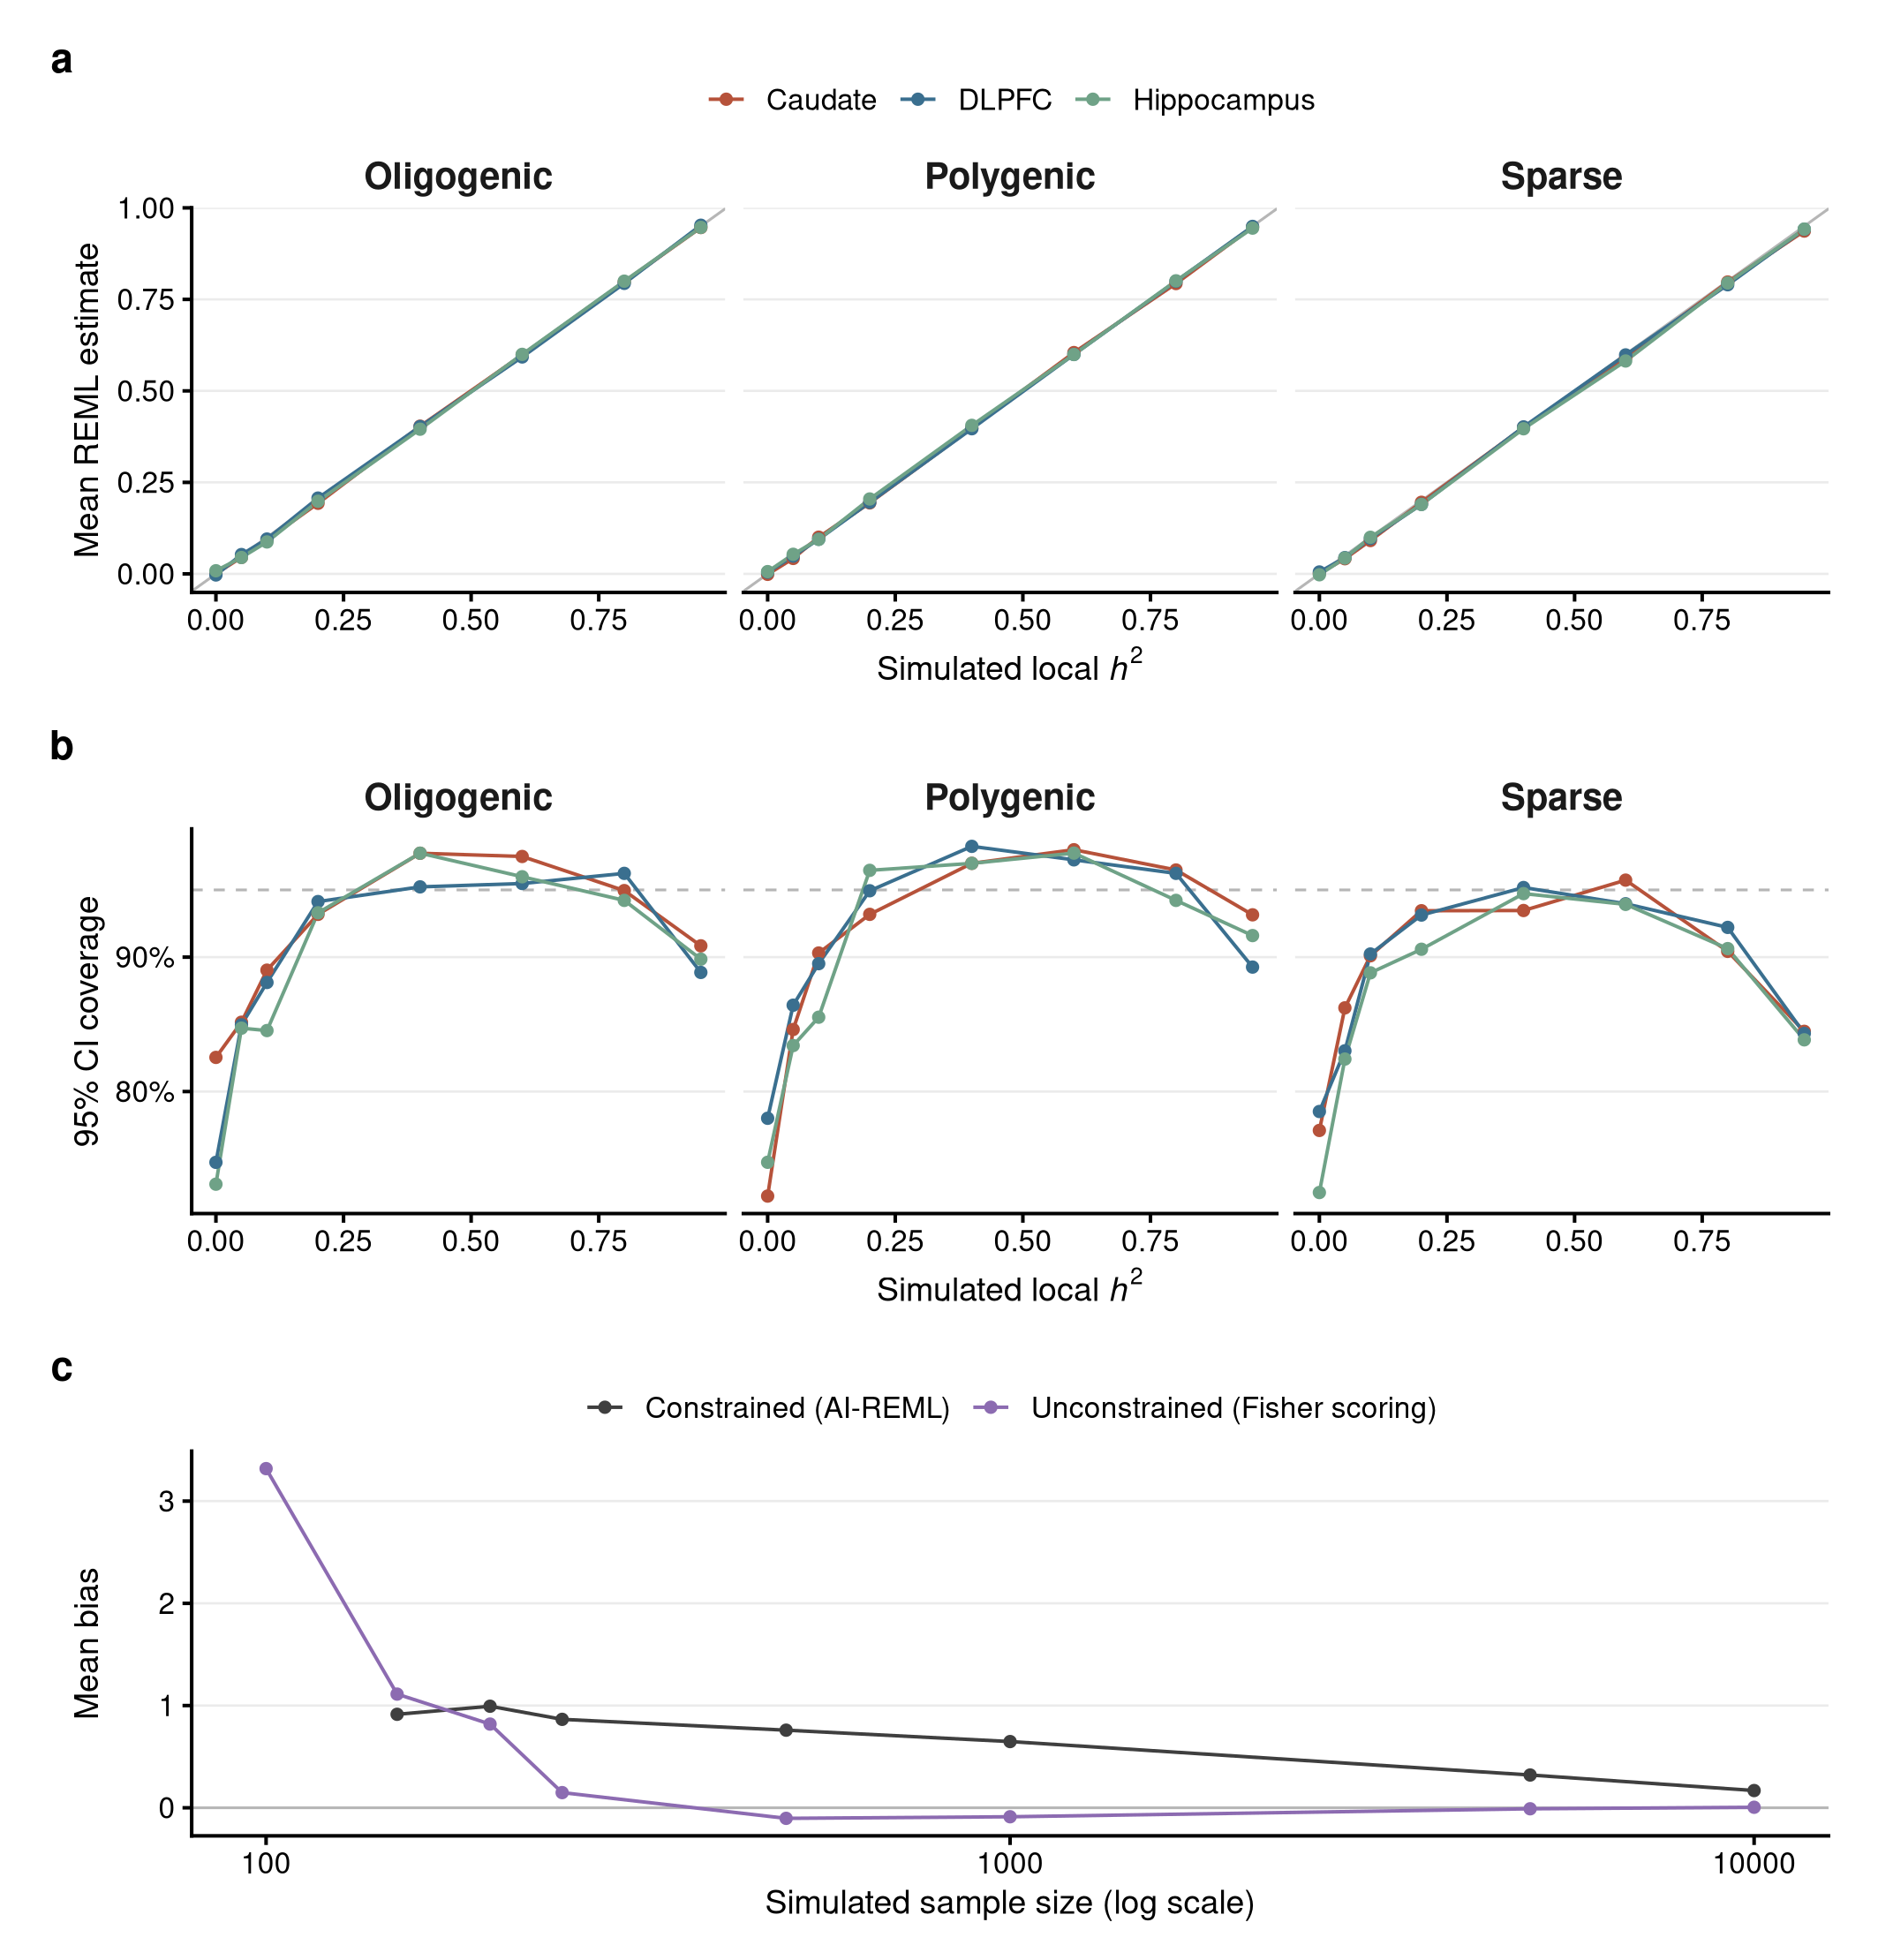 a
Caudate DLPFC Hippocampus
Oligogenic Polygenic Sparse
Mean REML estimate
1.00
0.75
0.50
0.25
0.00
0.00 0.25 0.50 0.75 0.00 0.25 0.50 0.75 0.00 0.25 0.50 0.75
Simulated local h²
b
Oligogenic Polygenic Sparse
95% CI coverage
90%
80%
0.00 0.25 0.50 0.75 0.00 0.25 0.50 0.75 0.00 0.25 0.50 0.75
Simulated local h²
c
Constrained (AI-REML) Unconstrained (Fisher scoring)
Mean bias
3
2
1
0
100 1000 10000
Simulated sample size (log scale)